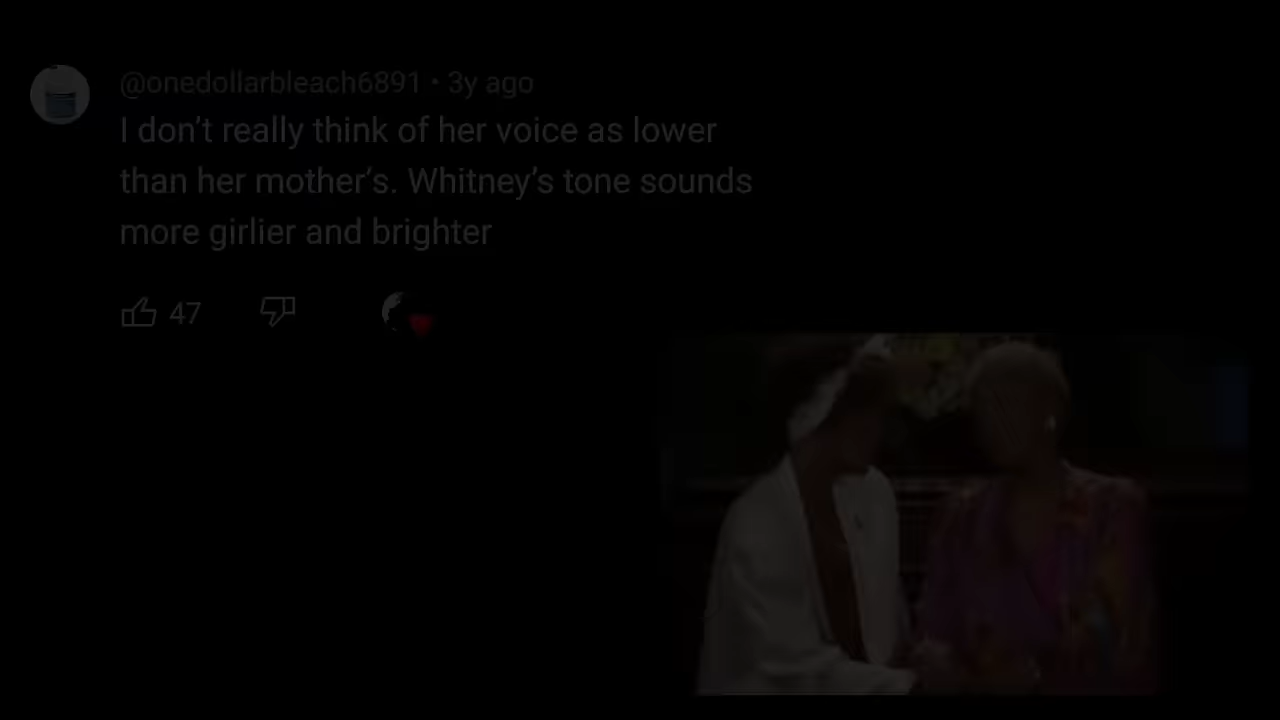 @onedollarbleach6891 • 3y ago
I don’t really think of her voice as lower
than her mother’s. Whitney’s tone sounds
more girlier and brighter
47